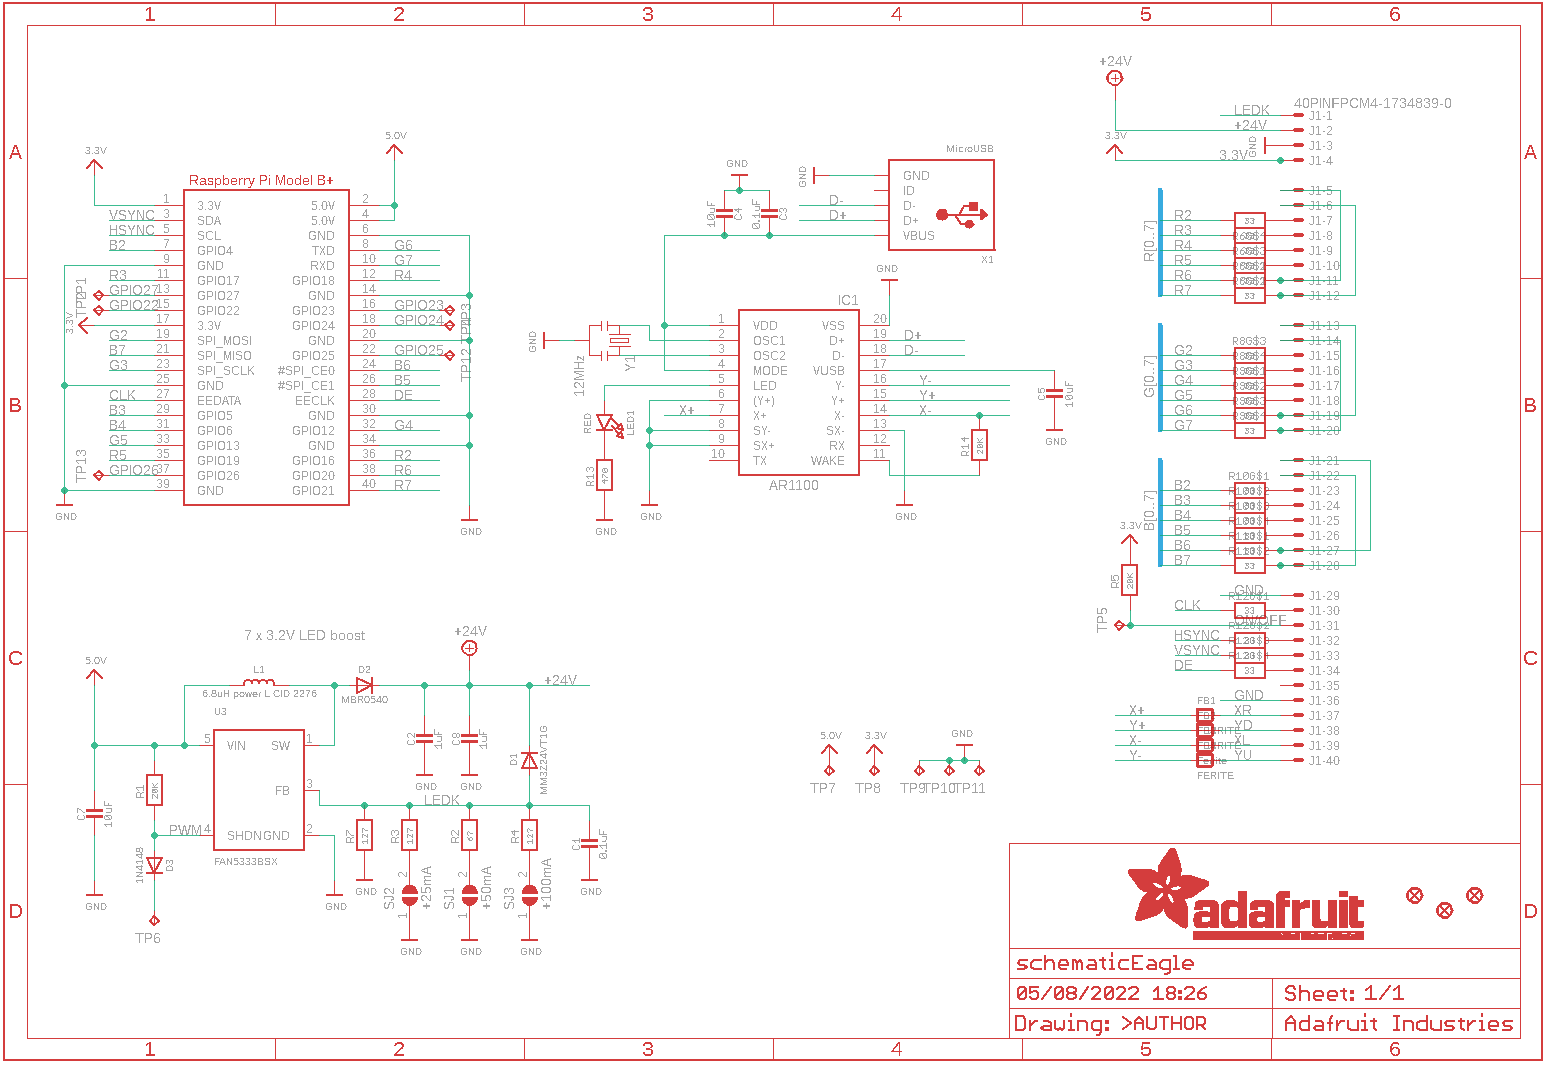 1 2 3 4 5 6
A
B
C
D
A
B
C
D
3.3V
5.0V
Raspberry Pi Model B+
1 3.3V 5.0V 2
VSYNC 3 SDA 5.0V 4
HSYNC 5 SCL GND 6
B2 7 GPIO4 TXD 8 G6
9 GND RXD 10 G7
R3 11 GPIO17 GPIO18 12 R4
GPIO27 13 GPIO27 GND 14
GPIO22 15 GPIO22 GPIO23 16 GPIO23
3.3V 17 3.3V GPIO24 18 GPIO24
G2 19 SPI_MOSI GND 20
B7 21 SPI_MISO GPIO25 22 GPIO25
G3 23 SPI_SCLK #SPI_CE0 24 B6
25 GND #SPI_CE1 26 B5
CLK 27 EEDATA EECLK 28 DE
B3 29 GPIO5 GND 30
B4 31 GPIO6 GPIO12 32 G4
G5 33 GPIO13 GND 34
R5 35 GPIO19 GPIO16 36 R2
GPIO26 37 GPIO26 GPIO20 38 R6
39 GND GPIO21 40 R7
TP13
TP12
GND
GND
GND
10uF
C4
0.1uF
C3
MicroUSB
GND GND
ID
D- D-
D+ D+
VBUS
X1
GND
IC1
1 VDD VSS 20
2 OSC1 D+ 19 D+
3 OSC2 D- 18 D-
4 MODE VUSB 17
5 LED Y- 16 Y-
6 (Y+) Y+ 15 Y+
X+ 7 X+ X- 14 X-
8 SY- SX- 13
9 SX+ RX 12
10 TX WAKE 11
AR1100
GND
12MHz
Y1
RED
LED1
R13
470
GND
GND
GND
R14
20K
C5
10uF
GND
+24V
3.3V
40PINFPCM4-1734839-0
LEDK J1-1
+24V J1-2
GND J1-3
3.3V J1-4
J1-5
J1-6
R[0..7]
R2 33 J1-7
R3 J1-8
R4 J1-9
R5 J1-10
R6 J1-11
R7 33 J1-12
J1-13
J1-14
G[0..7]
R8G$3
G2 J1-15
G3 J1-16
G4 J1-17
G5 J1-18
G6 J1-19
G7 33 J1-20
J1-21
J1-22
B[0..7]
R10G$1
B2 J1-23
B3 J1-24
B4 J1-25
B5 J1-26
B6 J1-27
B7 33 J1-28
3.3V
R5
20K
TP5
GND J1-29
CLK 33 J1-30
J1-31
HSYNC J1-32
VSYNC J1-33
DE 33 J1-34
J1-35
GND J1-36
FB1
X+ XR J1-37
Y+ YD J1-38
X- XL J1-39
Y- YU J1-40
FERITE
7 x 3.2V LED boost
5.0V
L1
6.8uH power L CID 2276
D2
MBR0540
+24V
+24V
U3
5 VIN SW 1
FB 3
PWM 4 SHDN GND 2
FAN5333BSX
R1
20K
C7
10uF
1N4148
D3
TP6
GND
GND
C2
1uF
GND
C8
1uF
GND
D1
MM3Z24VT1G
LEDK
R7
127
GND
R3
127
R2
67
R4
127
C1
0.1uF
GND
SJ2
2
1
+25mA
GND
SJ1
2
1
+50mA
GND
SJ3
2
1
+100mA
GND
5.0V
TP7
3.3V
TP8
GND
TP9 TP10 TP11
adafruit
schematicEagle
05/08/2022 18:26 Sheet: 1/1
Drawing: >AUTHOR Adafruit Industries
1 2 3 4 5 6